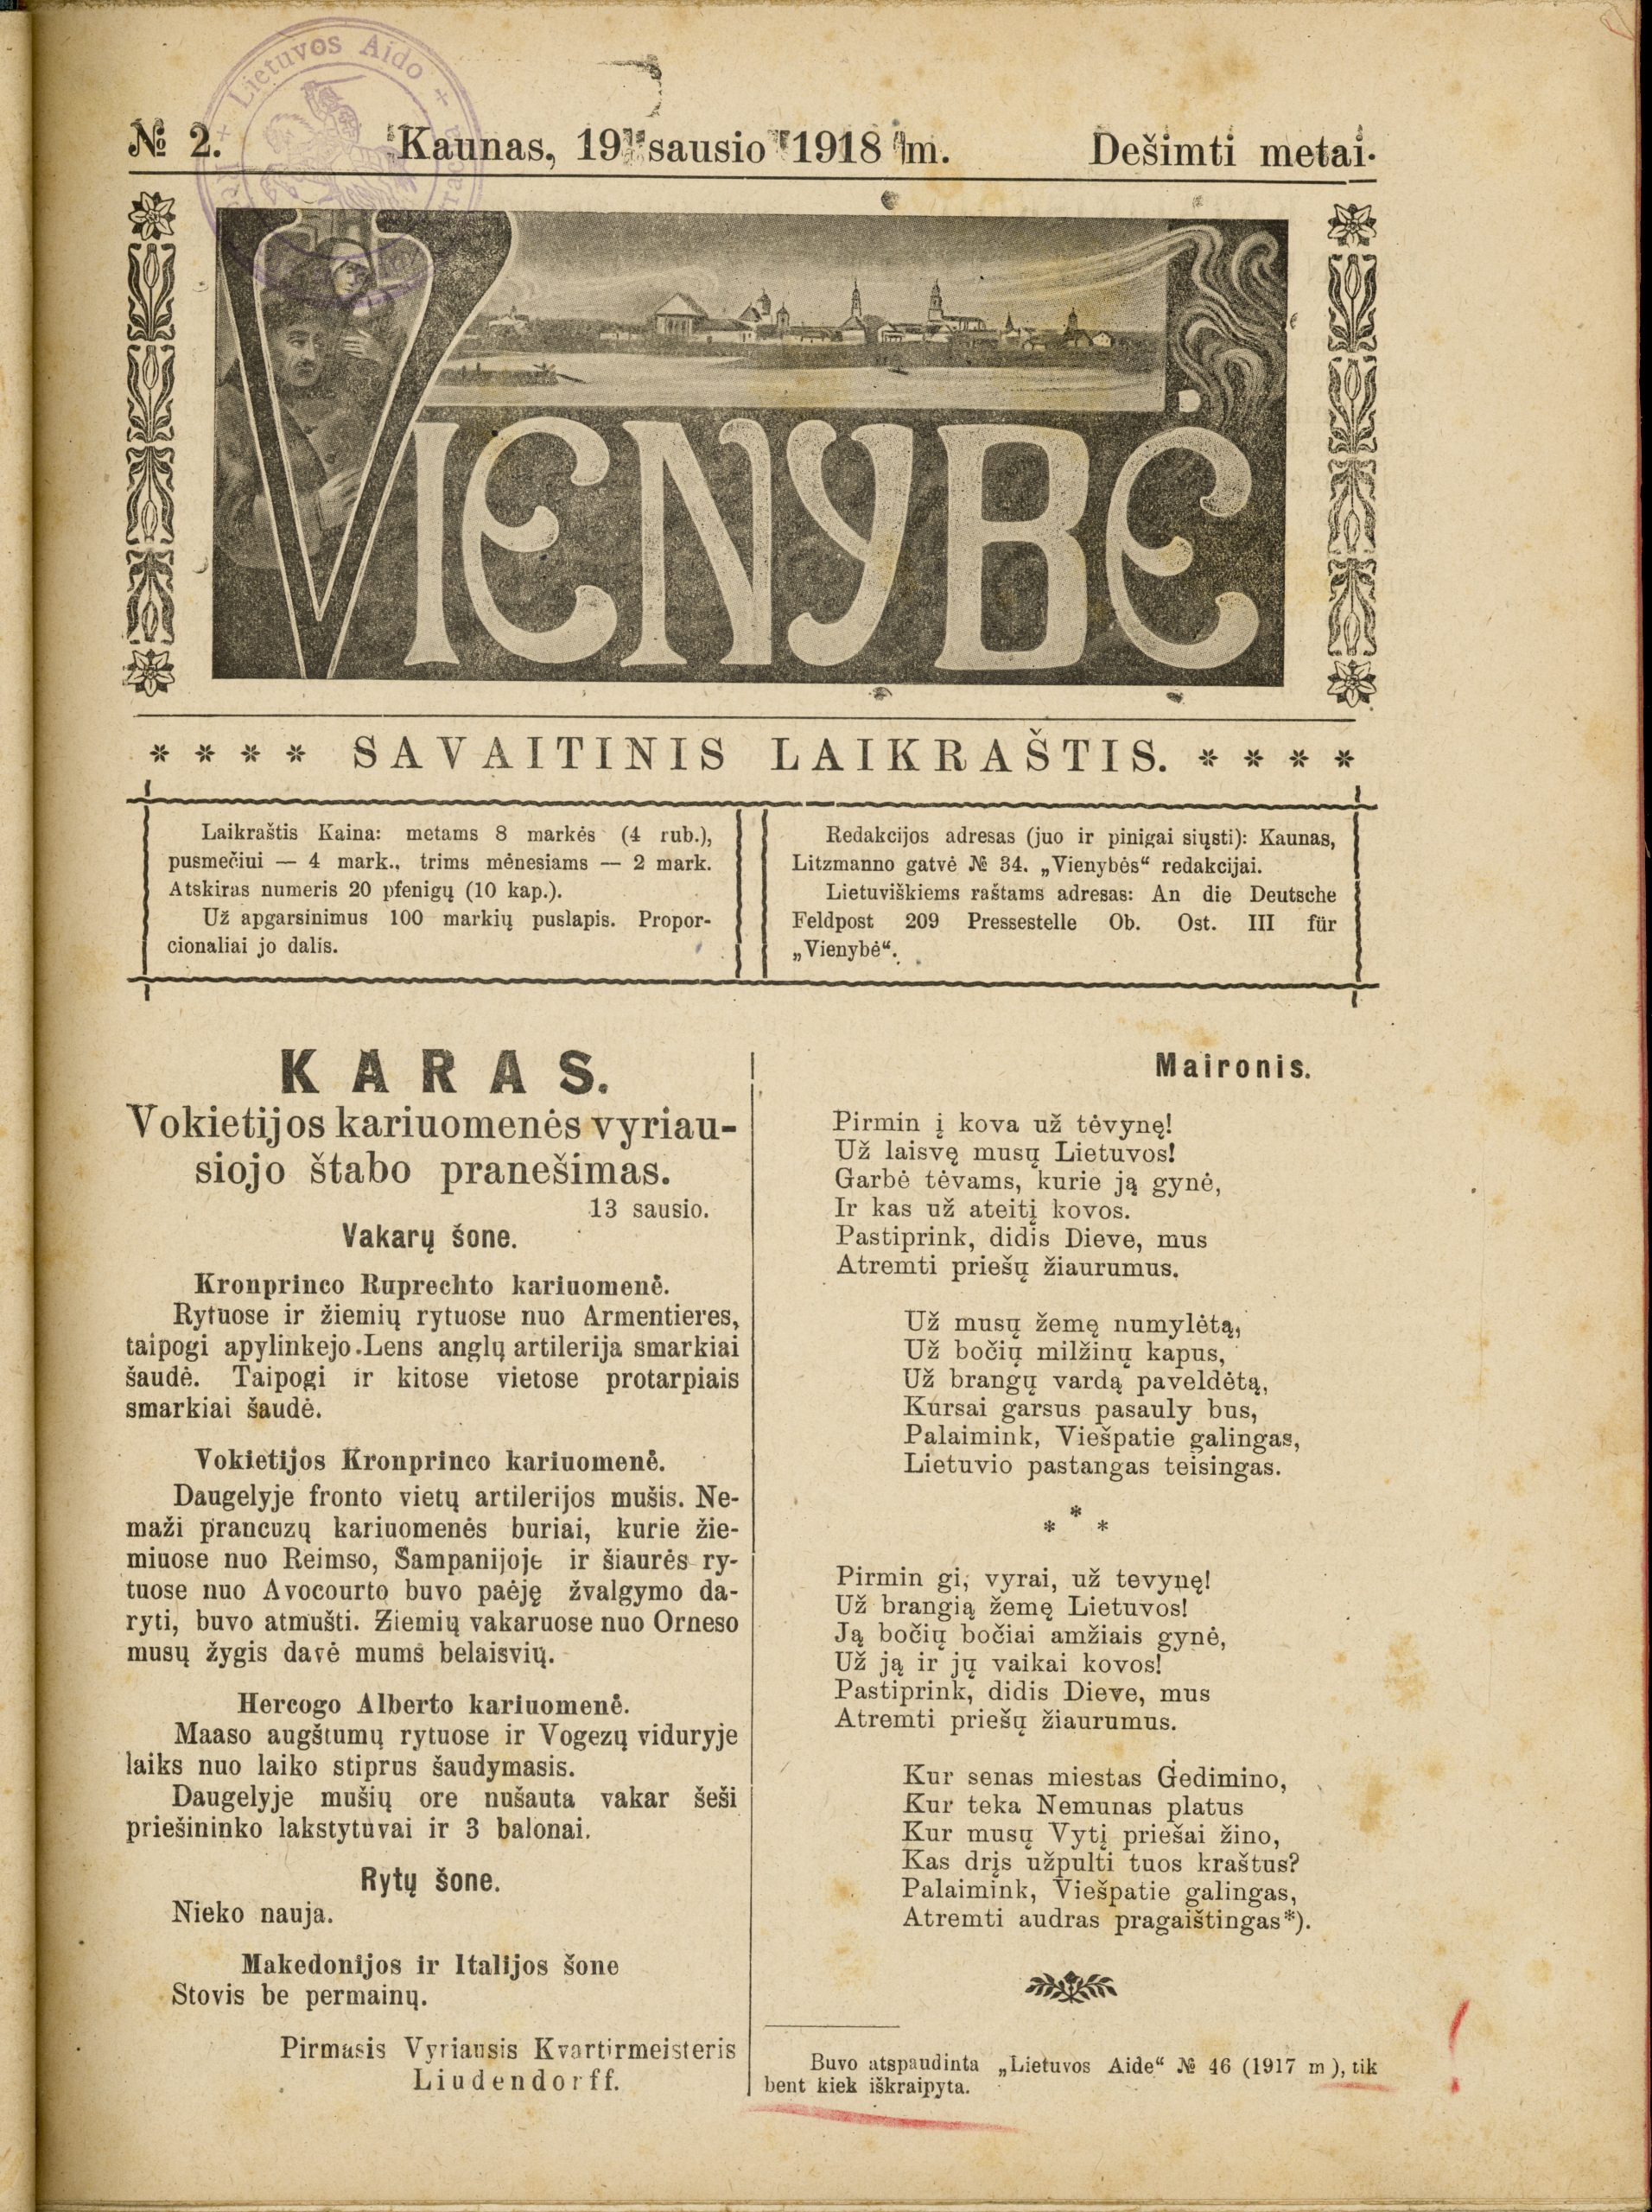 Lietuvos Aido
№ 2.
Kaunas, 19 sausio 1918 m.
Dešimti metai.
VIENYBĖ
* * * * SAVAITINIS LAIKRAŠTIS. * * * *
Laikraštis Kaina: metams 8 markės (4 rub.),
pusmečiui — 4 mark., trims mėnesiams — 2 mark.
Atskiras numeris 20 pfenigų (10 kap.).
Už apgarsinimus 100 markių puslapis. Propor-
cionaliai jo dalis.
Redakcijos adresas (juo ir pinigai siųsti): Kaunas,
Litzmanno gatvė № 34. „Vienybės“ redakcijai.
Lietuviškiems raštams adresas: An die Deutsche
Feldpost 209 Pressestelle Ob. Ost. III für
„Vienybė“.
KARAS.
Vokietijos kariuomenės vyriau-
siojo štabo pranešimas.
13 sausio.
Vakarų šone.
Kronprinco Ruprechto kariuomenė.
Rytuose ir žiemių rytuose nuo Armentieres,
taipogi apylinkejo.Lens anglų artilerija smarkiai
šaudė. Taipogi ir kitose vietose protarpiais
smarkiai šaudė.
Vokietijos Kronprinco kariuomenė.
Daugelyje fronto vietų artilerijos mušis. Ne-
maži prancuzų kariuomenės buriai, kurie žie-
miuose nuo Reimso, Šampanijoje ir šiaurės ry-
tuose nuo Avocourto buvo paėję žvalgymo da-
ryti, buvo atmušti. Žiemių vakaruose nuo Orneso
musų žygis davė mums belaisvių.
Hercogo Alberto kariuomenė.
Maaso augštumų rytuose ir Vogezų viduryje
laiks nuo laiko stiprus šaudymasis.
Daugelyje mušių ore nušauta vakar šeši
priešininko lakstytuvai ir 3 balonai.
Rytų šone.
Nieko nauja.
Makedonijos ir Italijos šone
Stovis be permainų.
Pirmasis Vyriausis Kvartirmeisteris
Liudendorff.
Maironis.
Pirmin į kova už tėvynę!
Už laisvę musų Lietuvos!
Garbė tėvams, kurie ją gynė,
Ir kas už ateitį kovos.
Pastiprink, didis Dieve, mus
Atremti priešų žiaurumus.
Už musų žemę numylėtą,
Už bočių milžinų kapus,
Už brangų vardą paveldėtą,
Kursai garsus pasauly bus,
Palaimink, Viešpatie galingas,
Lietuvio pastangas teisingas.
* * *
Pirmin gi, vyrai, už tevynę!
Už brangią žemę Lietuvos!
Ją bočių bočiai amžiais gynė,
Už ją ir jų vaikai kovos!
Pastiprink, didis Dieve, mus
Atremti priešų žiaurumus.
Kur senas miestas Gedimino,
Kur teka Nemunas platus
Kur musų Vytį priešai žino,
Kas dris užpulti tuos kraštus?
Palaimink, Viešpatie galingas,
Atremti audras pragaištingas*).
Buvo atspaudinta „Lietuvos Aide“ № 46 (1917 m), tik
bent kiek iškraipyta.
!